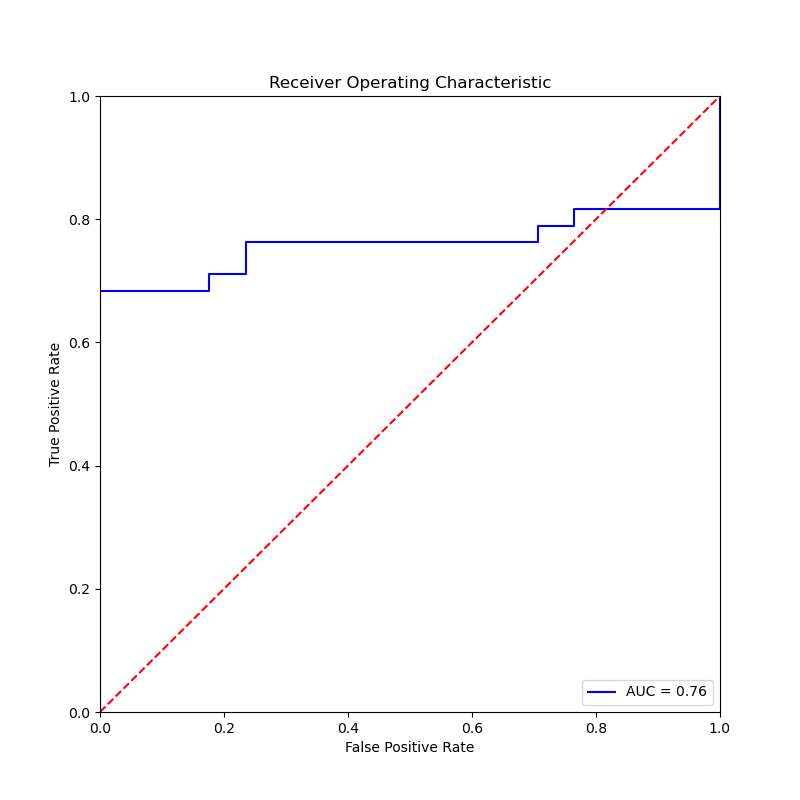 Receiver Operating Characteristic
1.0
0.8
0.6
0.4
0.2
0.0
True Positive Rate
AUC = 0.76
0.0 0.2 0.4 0.6 0.8 1.0
False Positive Rate